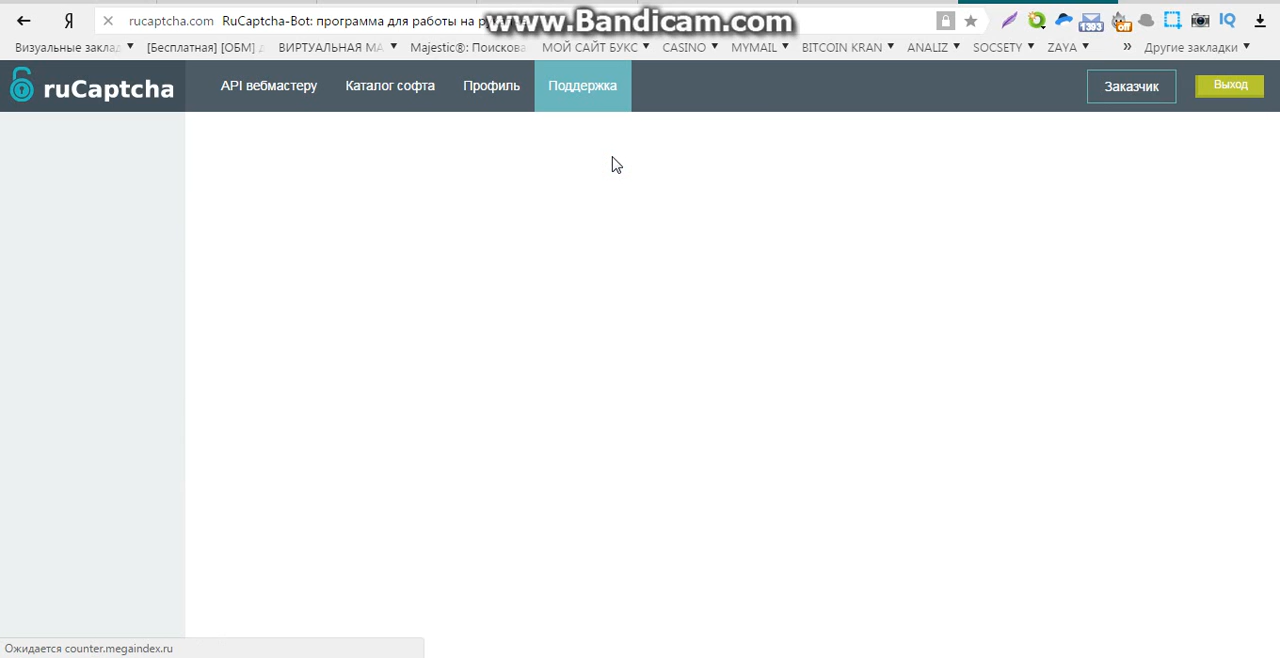 www.Bandicam.com
Я rucaptcha.com RuCaptcha-Bot: программа для работы на
1393 off IQ
Визуальные заклад [Бесплатная] [ОБМ] ВИРТУАЛЬНАЯ МА Majestic®: Поискова МОЙ САЙТ БУКС CASINO MYMAIL BITCOIN KRAN ANALIZ SOCSETY ZAYA » Другие закладки
ruCaptcha API вебмастеру Каталог софта Профиль Поддержка Заказчик Выход
Ожидается counter.megaindex.ru